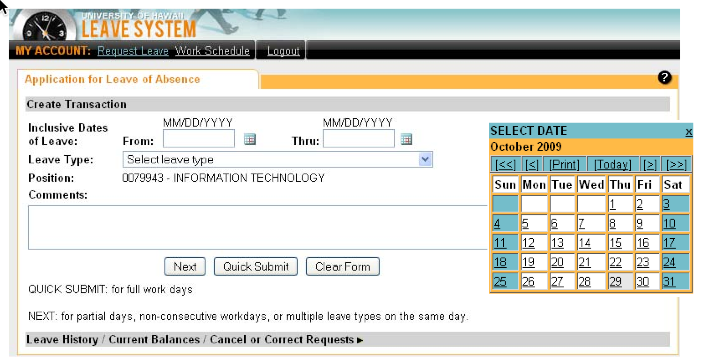 UNIVERSITY OF HAWAII
LEAVE SYSTEM
MY ACCOUNT: Request Leave Work Schedule Logout
Application for Leave of Absence
?
Create Transaction
MM/DD/YYYY MM/DD/YYYY
Inclusive Dates
of Leave: From: Thru:
Leave Type: Select leave type
Position: 0079943 - INFORMATION TECHNOLOGY
Comments:
Next Quick Submit Clear Form
QUICK SUBMIT: for full work days
NEXT: for partial days, non-consecutive workdays, or multiple leave types on the same day.
Leave History / Current Balances / Cancel or Correct Requests ►
SELECT DATE x
October 2009
[<<] [<] [Print] [Today] [>] [>>]
Sun Mon Tue Wed Thu Fri Sat
1 2 3
4 5 6 7 8 9 10
11 12 13 14 15 16 17
18 19 20 21 22 23 24
25 26 27 28 29 30 31